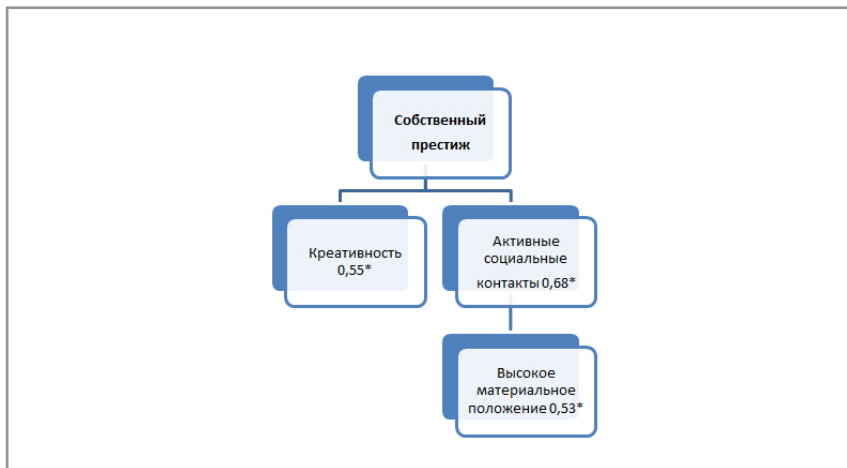 Собственный
престиж
Креативность
0,55*
Активные
социальные
контакты 0,68*
Высокое
материальное
положение 0,53*